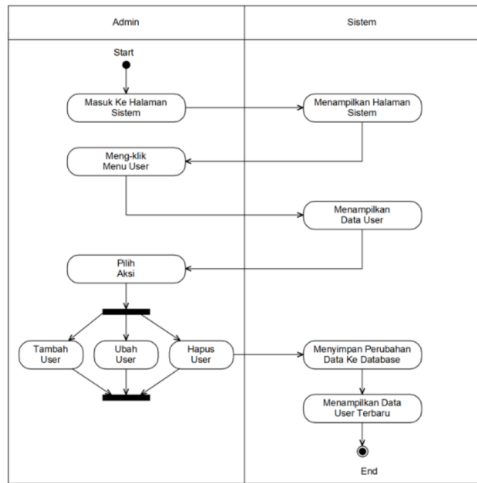 Admin
Sistem
Start
Masuk Ke Halaman
Sistem
Menampilkan Halaman
Sistem
Meng-klik
Menu User
Menampilkan
Data User
Pilih
Aksi
Tambah
User
Ubah
User
Hapus
User
Menyimpan Perubahan
Data Ke Database
Menampilkan Data
User Terbaru
End